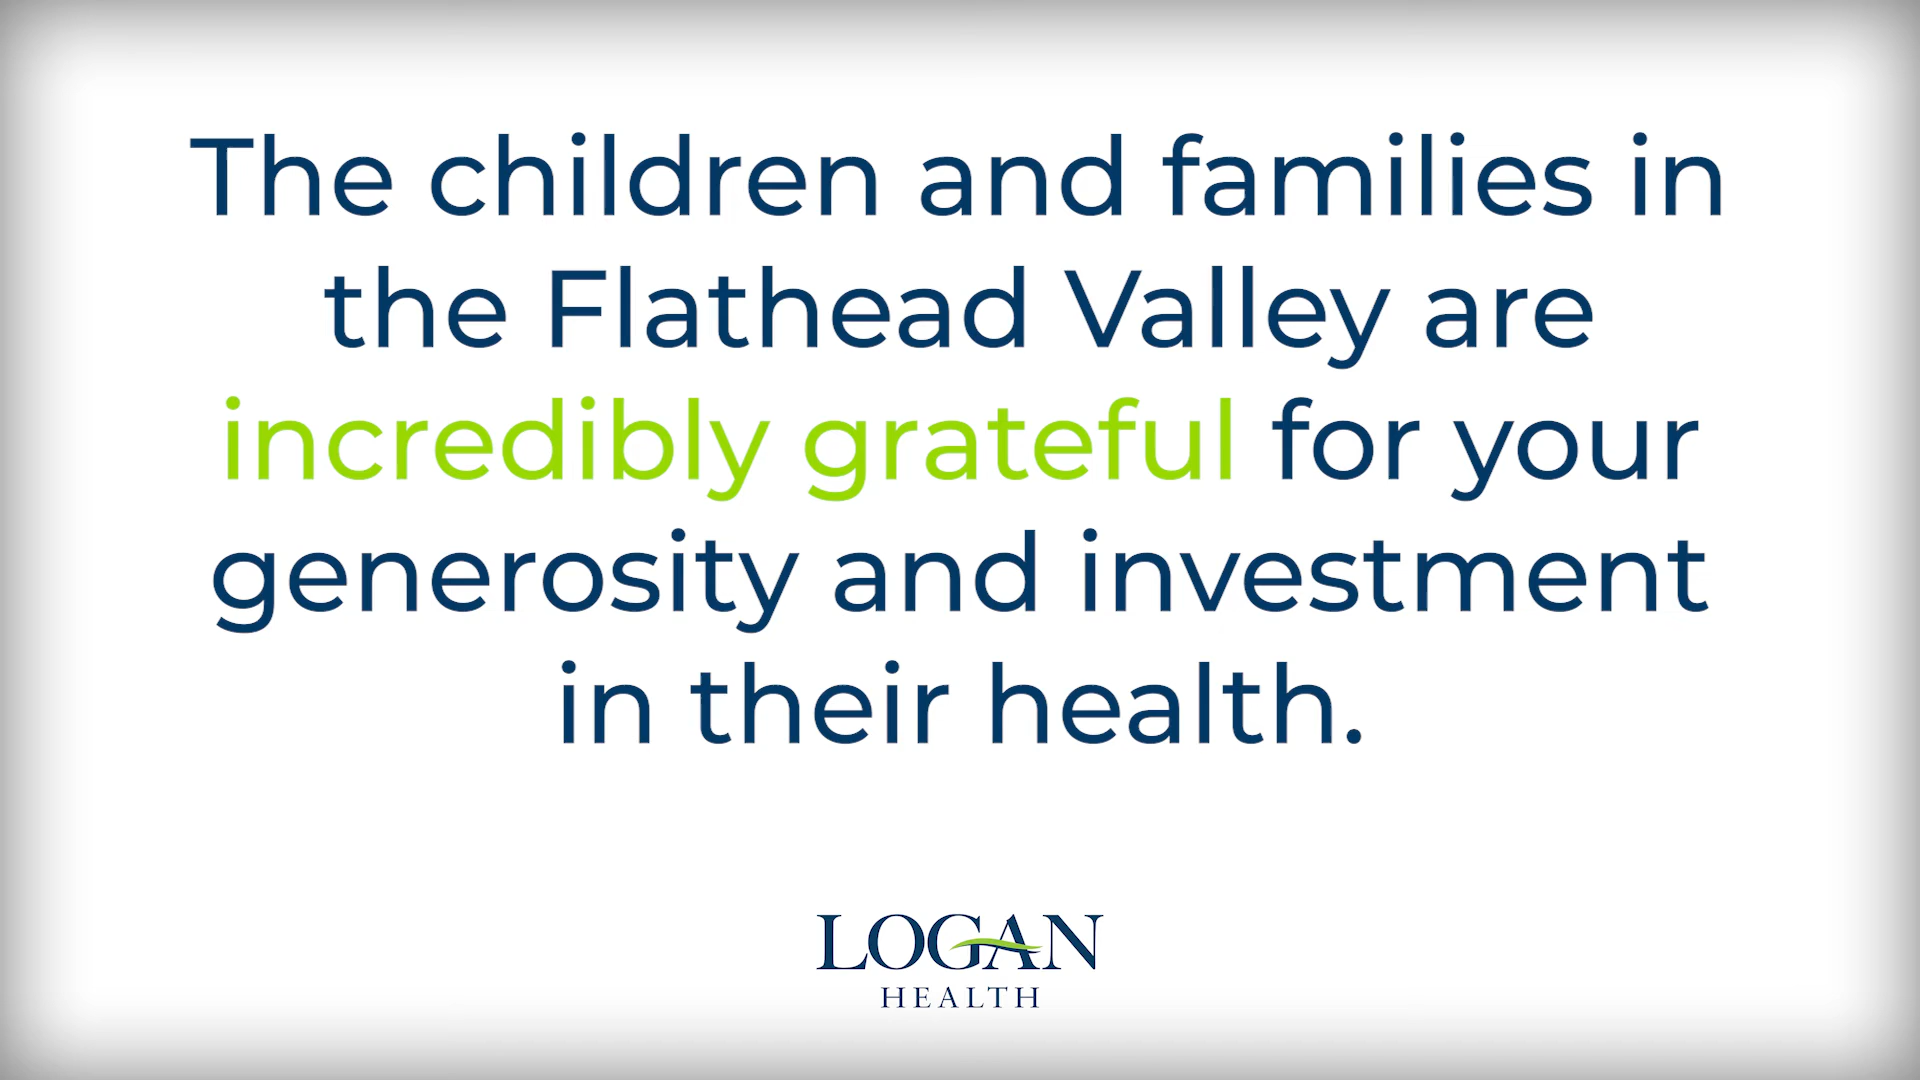 The children and families in
the Flathead Valley are
incredibly grateful for your
generosity and investment
in their health.
LOGAN
HEALTH